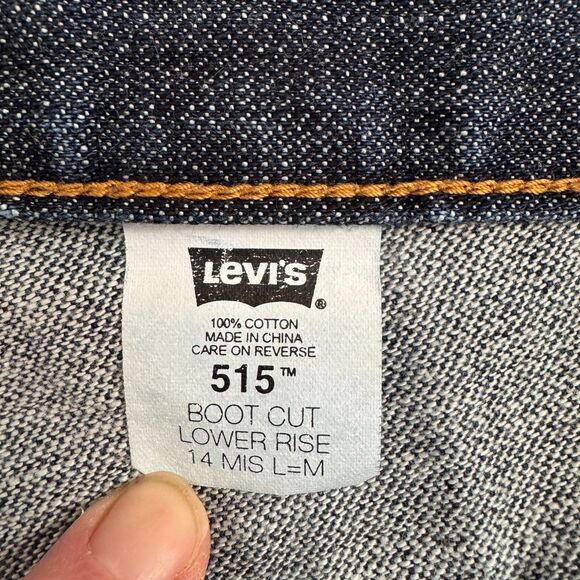 LEVI'S ®
100% COTTON
MADE IN CHINA
CARE ON REVERSE
515™
BOOT CUT
LOWER RISE
14 MIS L=M